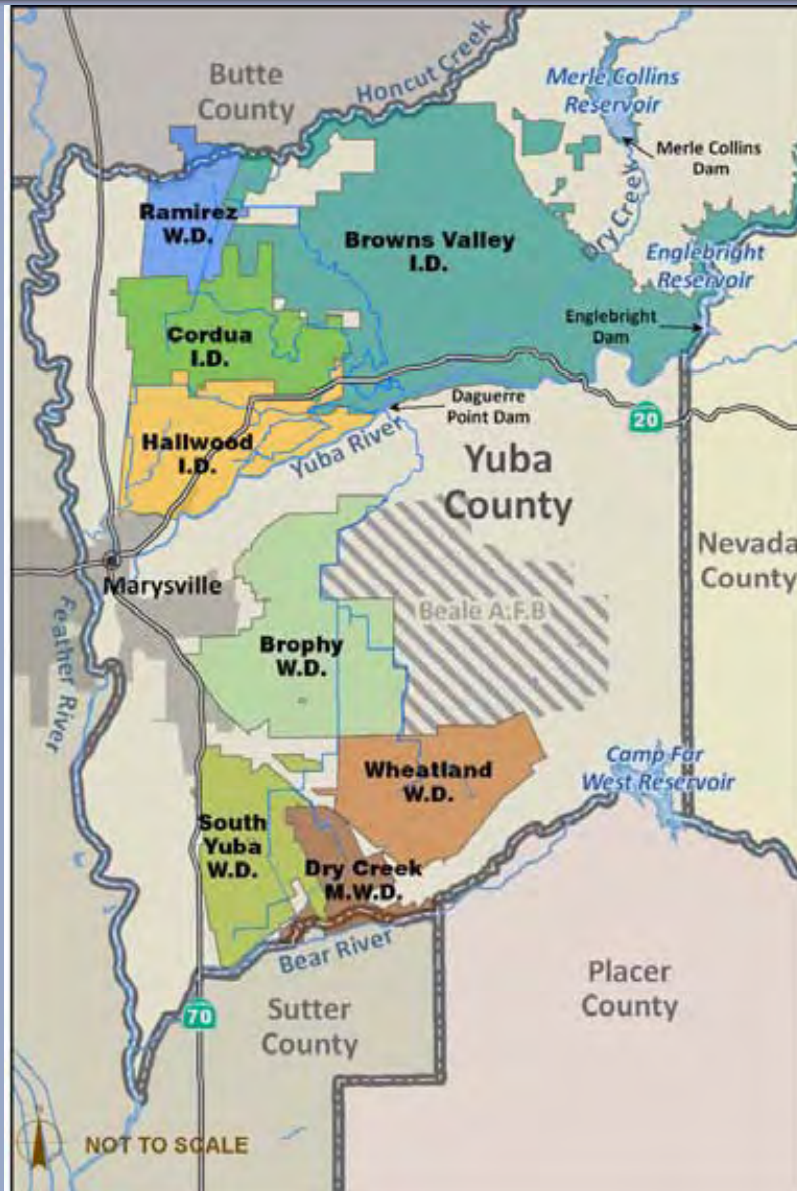 Butte
County
Honcut Creek
Merle Collins
Reservoir
Merle Collins
Dam
Dry Creek
Ramirez
W.D.
Browns Valley
I.D.
Englebright
Reservoir
Englebright
Dam
Cordua
I.D.
Daguerre
Point Dam
20
Hallwood
I.D.
Yuba River
Yuba
County
Nevada
County
Marysville
Feather River
Beale A.F.B
Brophy
W.D.
Wheatland
W.D.
Camp Far
West Reservoir
South
Yuba
W.D.
Dry Creek
M.W.D.
Bear River
Placer
County
70
Sutter
County
N
NOT TO SCALE